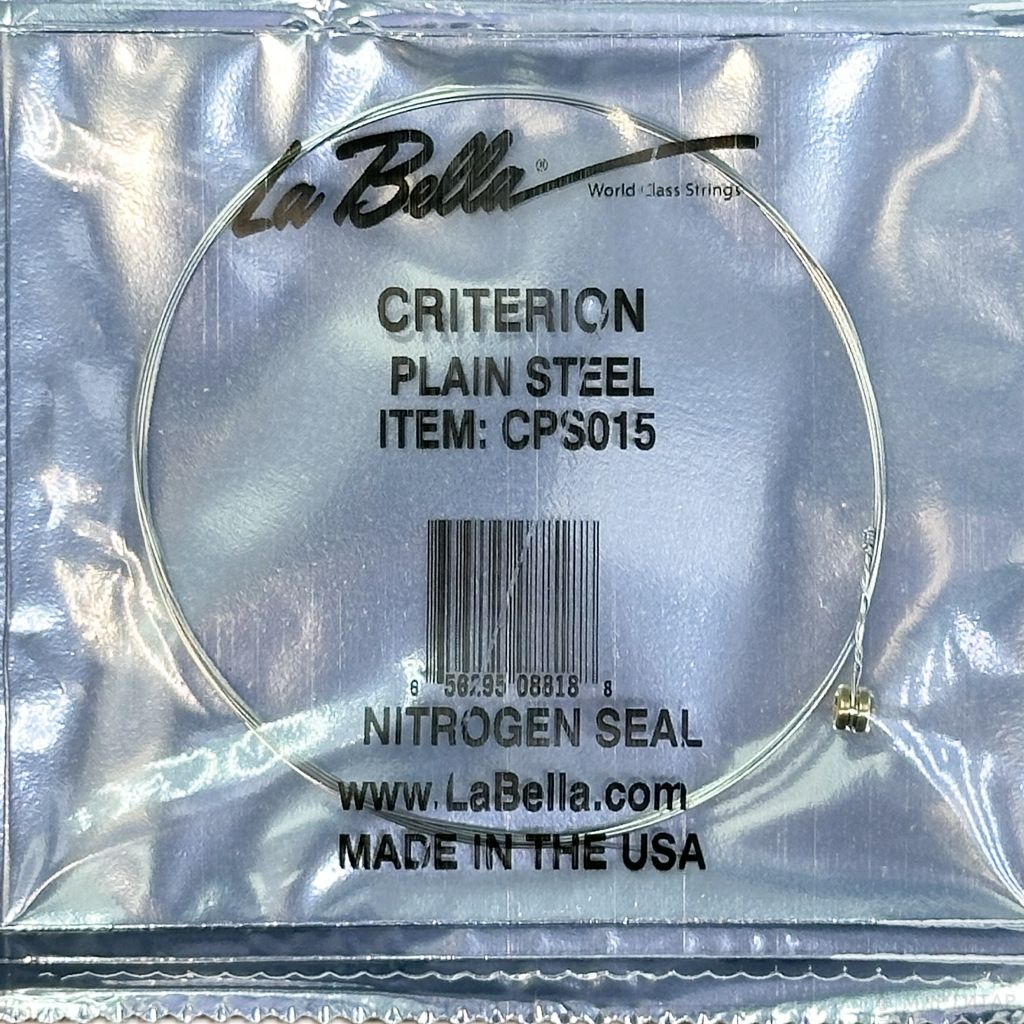 La Bella®
World Class Strings
CRITERION
PLAIN STEEL
ITEM: CPS015
6 56295 08818 8
NITROGEN SEAL
www.LaBella.com
MADE IN THE USA